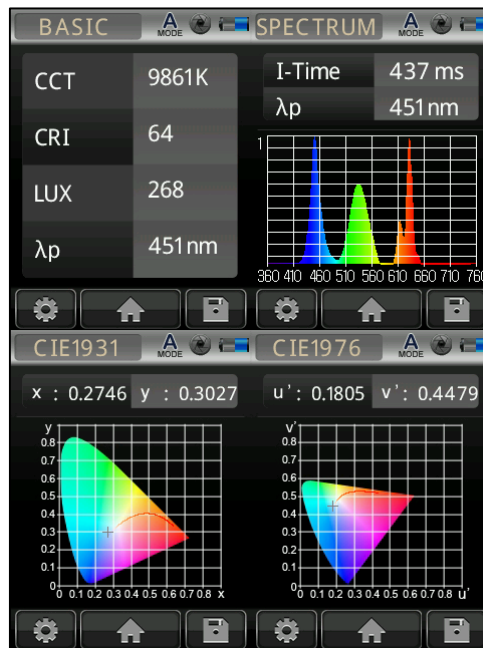 BASIC
A
MODE
CCT 9861K
CRI 64
LUX 268
λp 451nm
SPECTRUM
A
MODE
I-Time 437 ms
λp 451nm
1
360 410 460 510 560 610 660 710 760
CIE1931
A
MODE
x : 0.2746 y : 0.3027
y
0.8
0.7
0.6
0.5
0.4
0.3
0.2
0.1
0
0 0.1 0.2 0.3 0.4 0.5 0.6 0.7 0.8 x
CIE1976
A
MODE
u' : 0.1805 v' : 0.4479
v'
0.8
0.7
0.6
0.5
0.4
0.3
0.2
0.1
0
0 0.1 0.2 0.3 0.4 0.5 0.6 0.7 0.8 u'